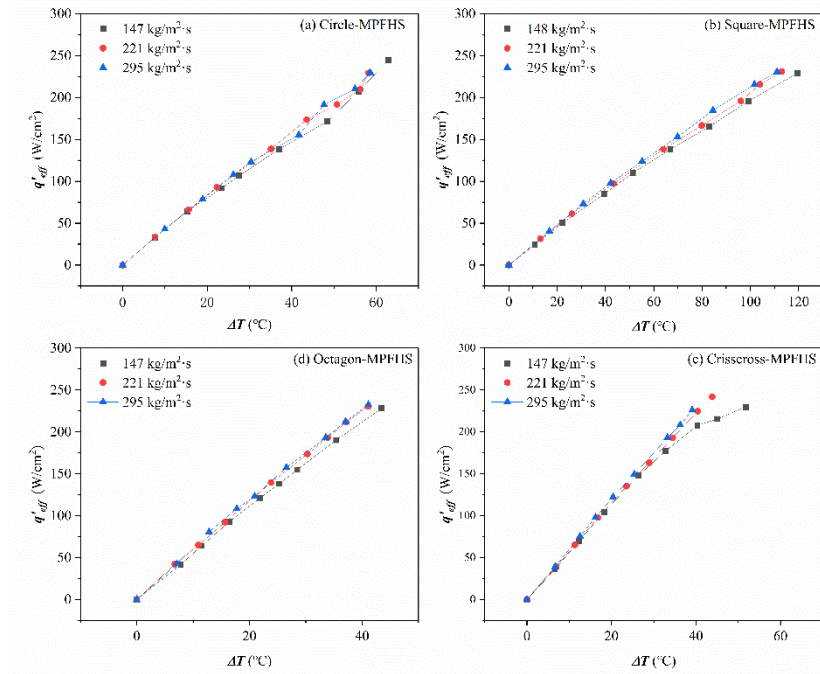 (a) Circle-MPFHS
147 kg/m²·s
221 kg/m²·s
295 kg/m²·s
300
250
200
150
100
50
0
q'eff (W/cm²)
0 20 40 60
ΔT (℃)
(b) Square-MPFHS
148 kg/m²·s
221 kg/m²·s
295 kg/m²·s
300
250
200
150
100
50
0
q'eff (W/cm²)
0 20 40 60 80 100 120
ΔT (℃)
(d) Octagon-MPFHS
147 kg/m²·s
221 kg/m²·s
295 kg/m²·s
300
250
200
150
100
50
0
q'eff (W/cm²)
0 20 40
ΔT (℃)
(c) Crisscross-MPFHS
147 kg/m²·s
221 kg/m²·s
295 kg/m²·s
300
250
200
150
100
50
0
q'eff (W/cm²)
0 20 40 60
ΔT (℃)